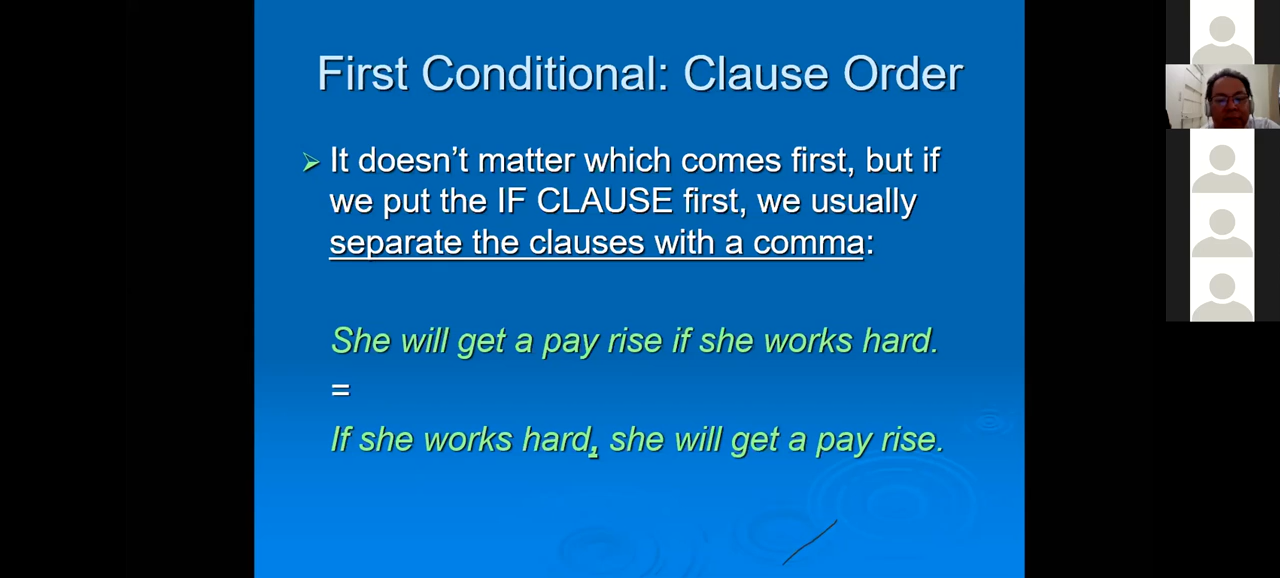 First Conditional: Clause Order
It doesn’t matter which comes first, but if
we put the IF CLAUSE first, we usually
separate the clauses with a comma:
She will get a pay rise if she works hard.
=
If she works hard, she will get a pay rise.